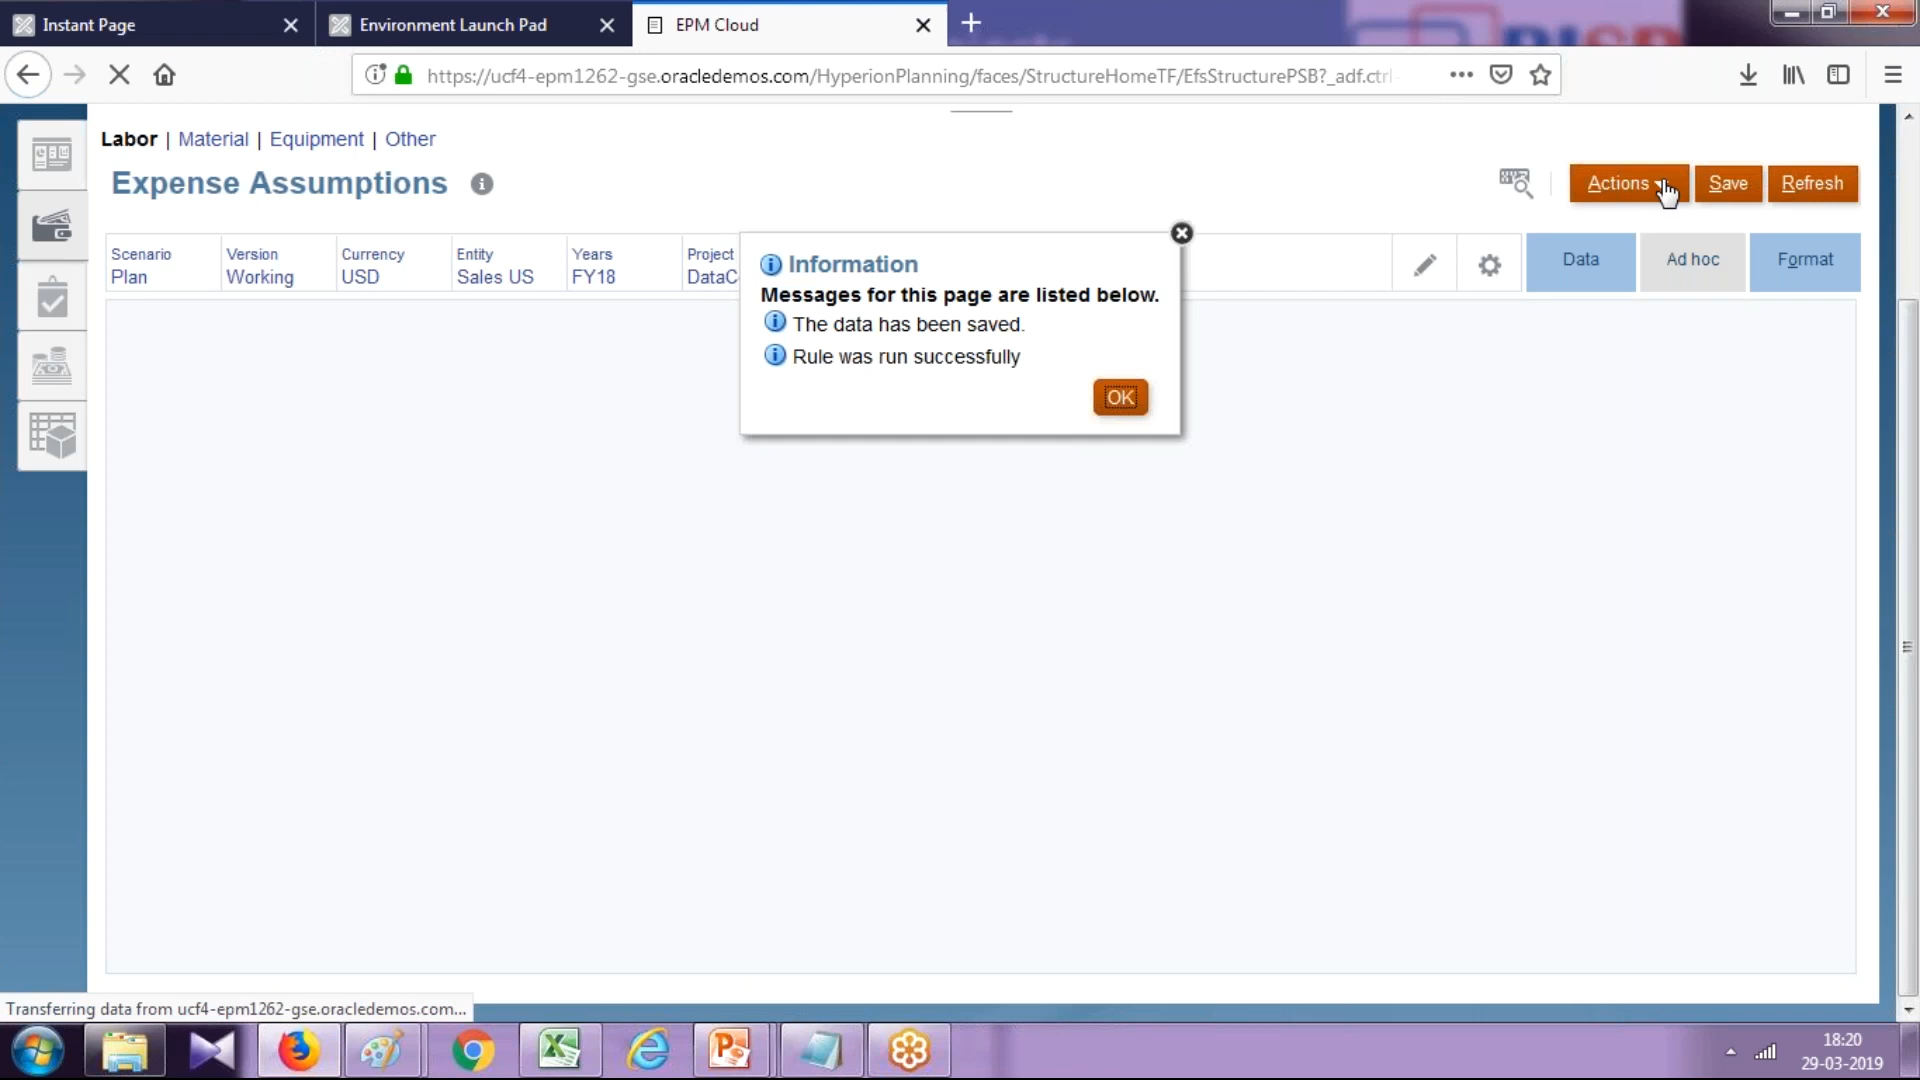 Instant Page
Environment Launch Pad
EPM Cloud
https://ucf4-epm1262-gse.oracledemos.com/HyperionPlanning/faces/StructureHomeTF/EfsStructurePSB?_adf.ctrl-
Labor | Material | Equipment | Other
Expense Assumptions
Actions
Save
Refresh
Scenario
Plan
Version
Working
Currency
USD
Entity
Sales US
Years
FY18
Project
DataC
Data
Ad hoc
Format
Information
Messages for this page are listed below.
The data has been saved.
Rule was run successfully
OK
Transferring data from ucf4-epm1262-gse.oracledemos.com...
18:20
29-03-2019